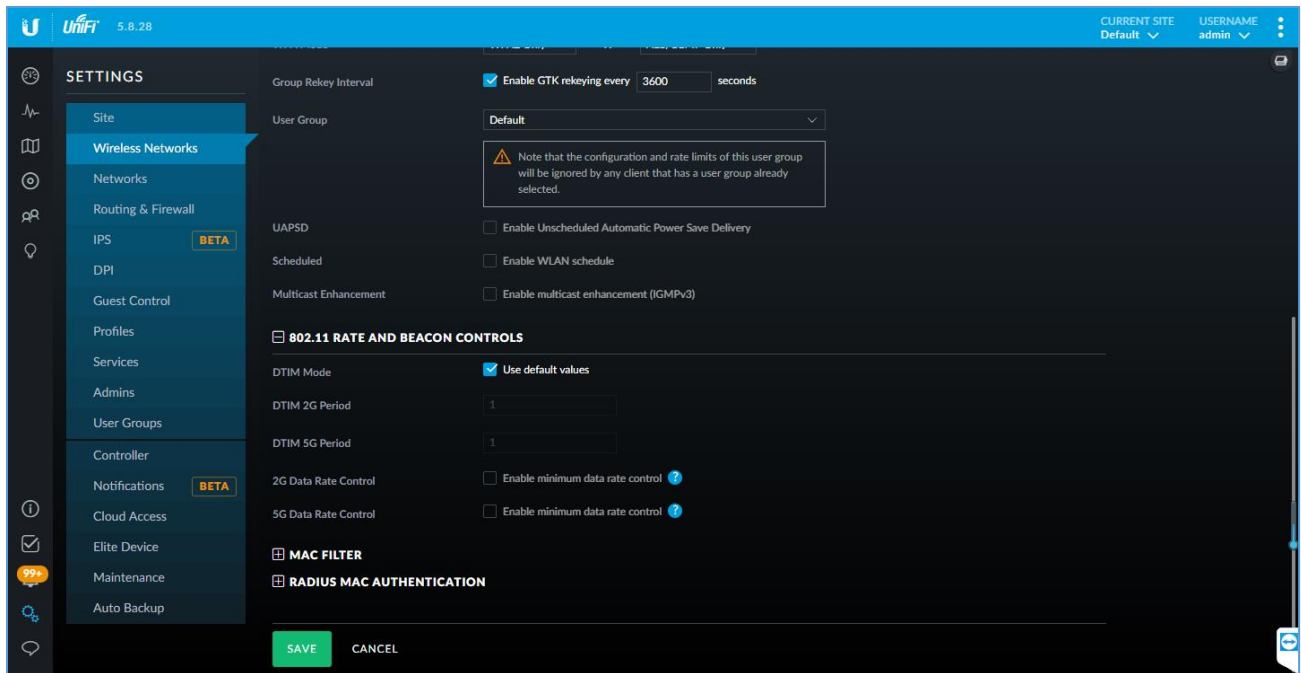 UniFi 5.8.28
CURRENT SITE
Default
USERNAME
admin
SETTINGS
Site
Wireless Networks
Networks
Routing & Firewall
IPS BETA
DPI
Guest Control
Profiles
Services
Admins
User Groups
Controller
Notifications BETA
Cloud Access
Elite Device
Maintenance
Auto Backup
99+
Group Rekey Interval Enable GTK rekeying every 3600 seconds
User Group Default
Note that the configuration and rate limits of this user group
will be ignored by any client that has a user group already
selected.
UAPSD Enable Unscheduled Automatic Power Save Delivery
Scheduled Enable WLAN schedule
Multicast Enhancement Enable multicast enhancement (IGMPv3)
802.11 RATE AND BEACON CONTROLS
DTIM Mode Use default values
DTIM 2G Period 1
DTIM 5G Period 1
2G Data Rate Control Enable minimum data rate control ?
5G Data Rate Control Enable minimum data rate control ?
MAC FILTER
RADIUS MAC AUTHENTICATION
SAVE CANCEL